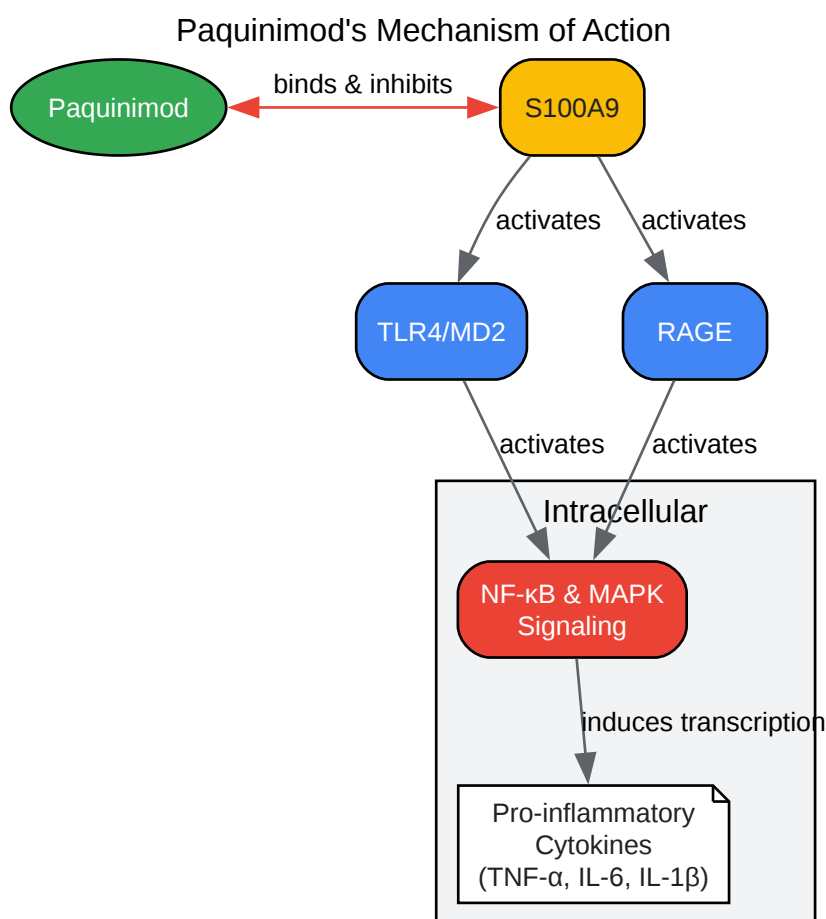 Paquinimod's Mechanism of Action
binds & inhibits
Paquinimod
S100A9
activates
activates
TLR4/MD2
RAGE
activates
activates
Intracellular
NF-κB & MAPK
Signaling
induces transcription
Pro-inflammatory
Cytokines
(TNF-α, IL-6, IL-1β)